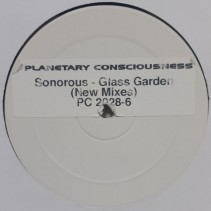 PLANETARY CONSCIOUSNESS
Sonorous - Glass Garden
(New Mixes)
PC 2028-6